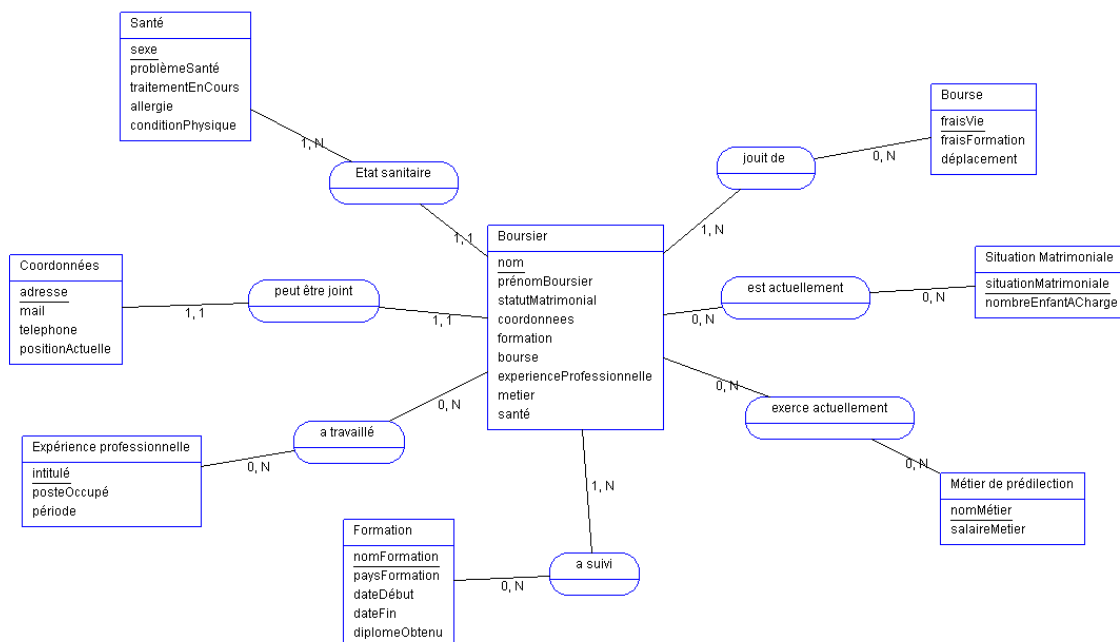 Santé
sexe
problèmeSanté
traitementEnCours
allergie
conditionPhysique
1, N
Etat sanitaire
1, 1
Bourse
fraisVie
fraisFormation
déplacement
0, N
jouit de
1, N
Boursier
nom
prénomBoursier
statutMatrimonial
coordonnees
formation
bourse
experienceProfessionnelle
metier
santé
Coordonnées
adresse
mail
telephone
positionActuelle
1, 1
peut être joint
1, 1
Situation Matrimoniale
situationMatrimoniale
nombreEnfantACharge
0, N
est actuellement
0, N
Expérience professionnelle
intitulé
posteOccupé
période
0, N
a travaillé
0, N
0, N
exerce actuellement
0, N
Métier de prédilection
nomMétier
salaireMetier
Formation
nomFormation
paysFormation
dateDébut
dateFin
diplomeObtenu
0, N
a suivi
1, N